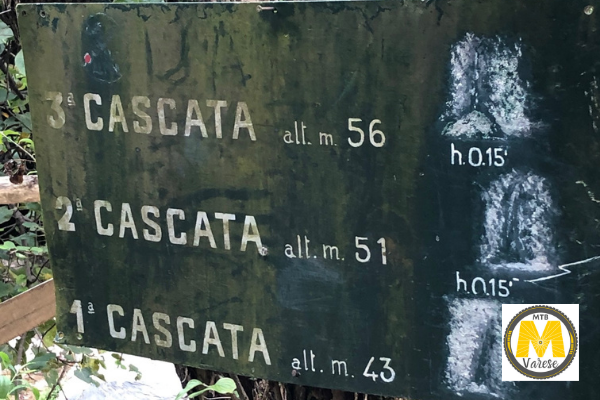 3ª CASCATA alt. m. 56
h.0.15'
2ª CASCATA alt. m. 51
h.0.15'
1ª CASCATA alt. m. 43
MTB
M
Varese